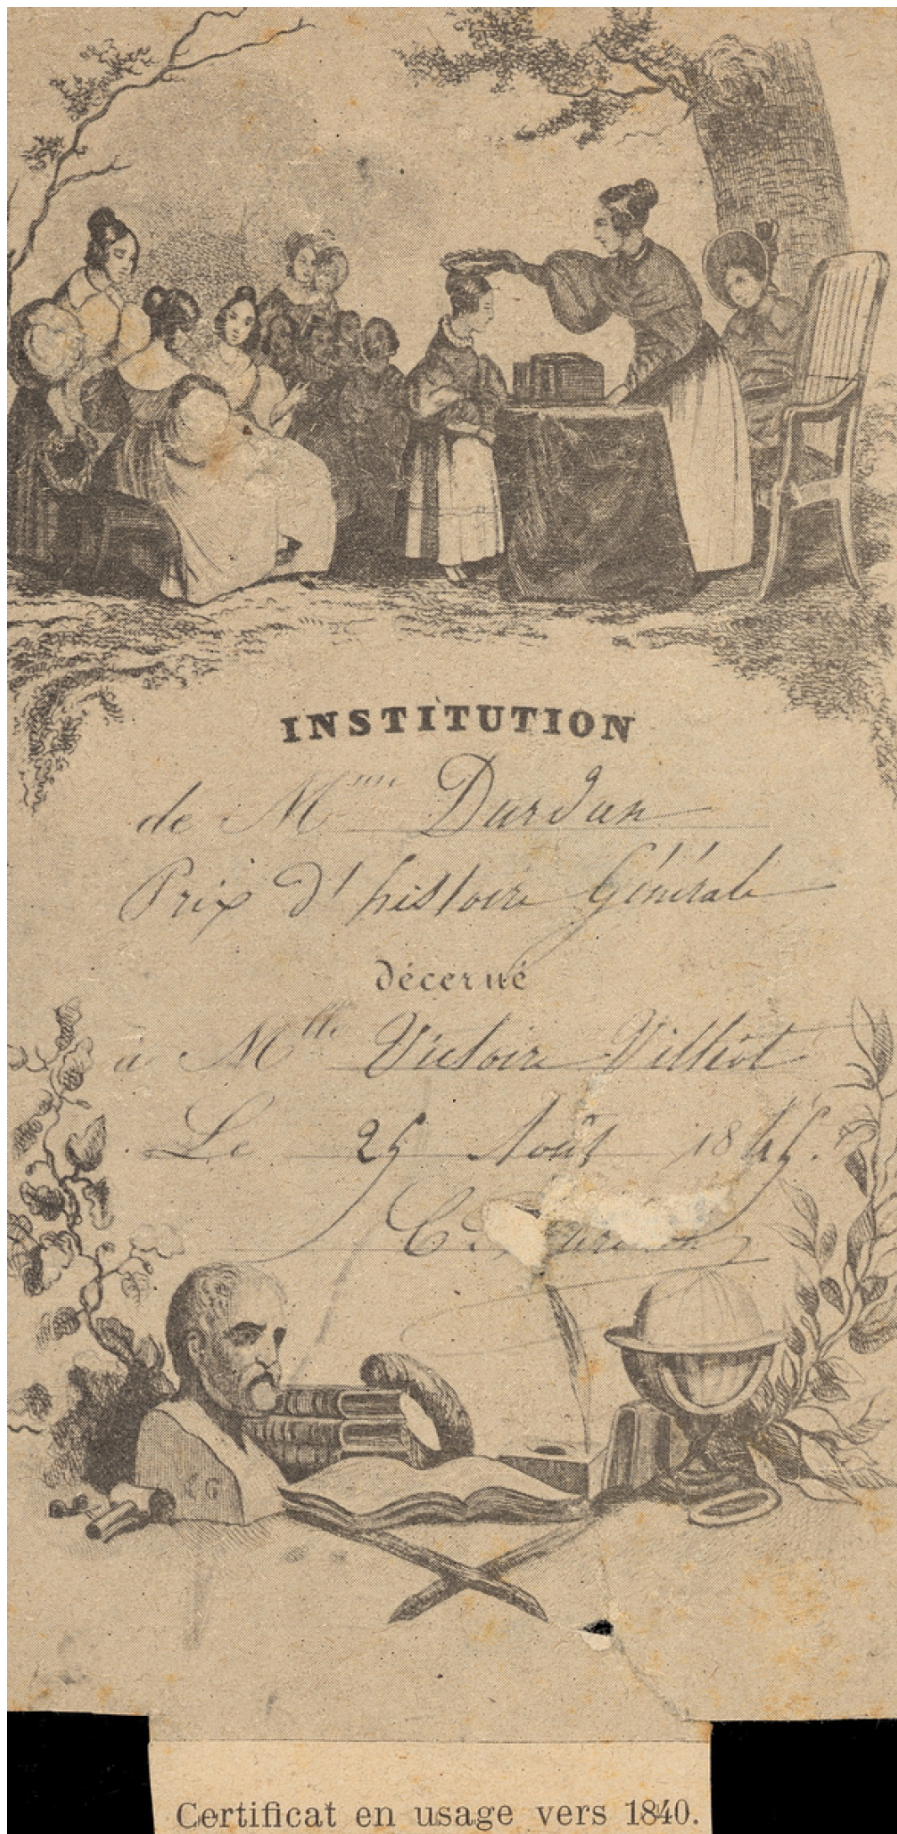 INSTITUTION
de Mme Durdan
Prix d'histoire Générale
décerné
à Mlle Victoire Villiot
Le 25 Août 1845.
C.
Certificat en usage vers 1840.